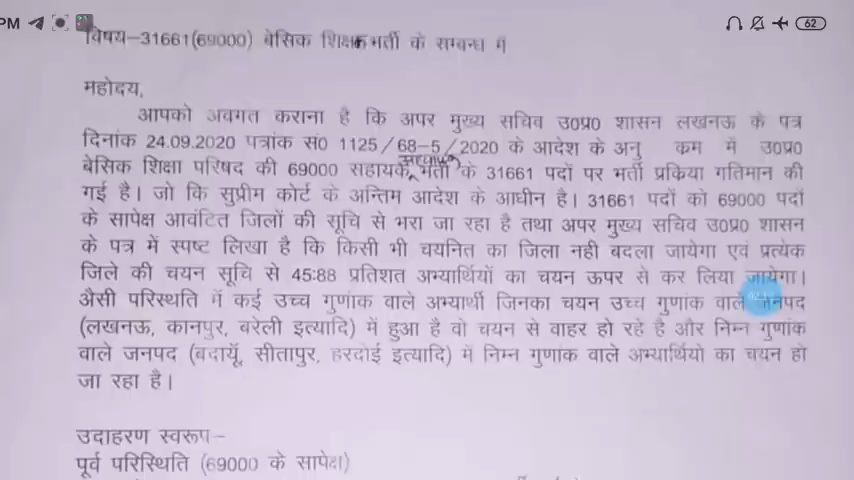 PM 62
विषय–31661(69000) बेसिक शिक्षक भर्ती के सम्बन्ध में
महोदय,
आपको अवगत कराना है कि अपर मुख्य सचिव उ0प्र0 शासन लखनऊ के पत्र
दिनांक 24.09.2020 पत्रांक सं0 1125/68–5/2020 के आदेश के अनु कम में उ0प्र0
बेसिक शिक्षा परिषद की 69000 सहायक अध्यापक भर्ती के 31661 पदों पर भर्ती प्रकिया गतिमान की
गई है। जो कि सुप्रीम कोर्ट के अन्तिम आदेश के आधीन है। 31661 पदों को 69000 पदों
के सापेक्ष आवंटित जिलों की सूचि से भरा जा रहा है तथा अपर मुख्य सचिव उ0प्र0 शासन
के पत्र में स्पष्ट लिखा है कि किसी भी चयनित का जिला नही बदला जायेगा एवं प्रत्येक
जिले की चयन सूचि से 45:88 प्रतिशत अभ्यार्थियों का चयन ऊपर से कर लिया जायेगा।
जैसी परिस्थति में कई उच्च गुणांक वाले अभ्यार्थी जिनका चयन उच्च गुणांक वाले जनपद
(लखनऊ, कानपुर, बरेली इत्यादि) में हुआ है वो चयन से वाहर हो रहे है और निम्न गुणांक
वाले जनपद (बदायूँ, सीतापुर, हरदोई इत्यादि) में निम्न गुणांक वाले अभ्यार्थियो का चयन हो
जा रहा है।
उदाहरण स्वरूप–
पूर्व परिस्थिति (69000 के सापेक्ष)